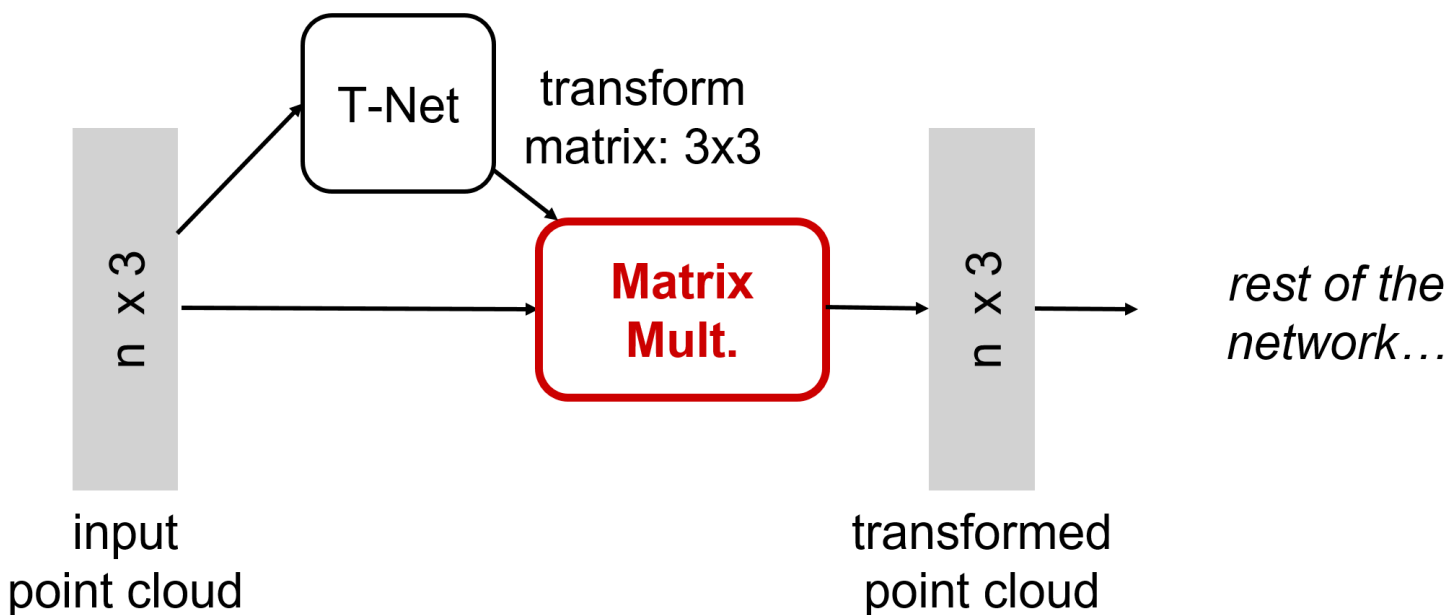 T-Net
transform
matrix: 3x3
n x 3
Matrix
Mult.
n x 3
rest of the
network…
input
point cloud
transformed
point cloud